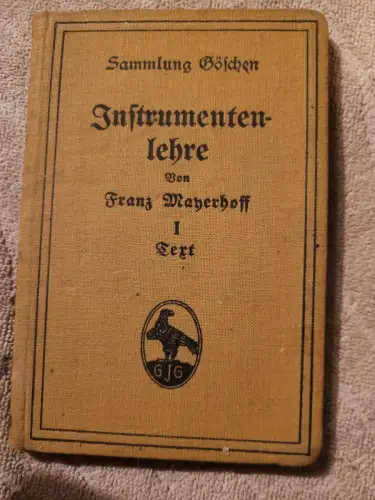 Sammlung Göschen
Instrumenten-
lehre
Von
Franz Mayerhoff
I
Text
GJG